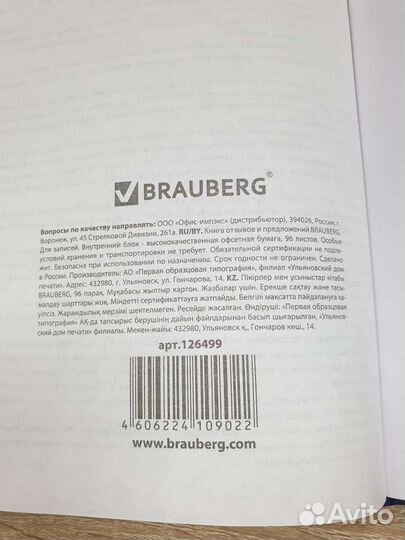 BRAUBERG®
Вопросы по качеству направлять: ООО «Офис-импэкс» (дистрибьютор), 394026, Россия, г.
Воронеж, ул. 45 Стрелковой Дивизии, 261а. RU/BY. Книга отзывов и предложений BRAUBERG, 96 листов.
Для записей. Внутренний блок - высококачественная офсетная бумага, 96 листов. Особых
условий хранения и транспортировки не требует. Обязательной сертификации не подле-
жит. Безопасна при использовании по назначению. Срок годности не ограничен. Сделано
в России. Производитель: АО «Первая образцовая типография», филиал «Ульяновский дом
печати». Адрес: 432980, г. Ульяновск, ул. Гончарова, 14. KZ. Пікірлер мен ұсыныстар кітабы
BRAUBERG, 96 парақ. Мұқабасы жылтыр картон. Жазбалар үшін. Ерекше сақтау және тасы-
малдау шарттары жоқ. Міндетті сертификаттауға жатпайды. Белгілі мақсатта пайдалануға қа-
уіпсіз. Жарамдылық мерзімі шектелмеген. Ресейде жасалған. Өндіруші: «Первая образцовая
типография» АҚ-да тапсырыс берушінің дайын файлдарынан басып шығарылған, «Ульянов-
ский дом печати» филиалы. Мекен-жайы: 432980, Ульяновск қ., Гончаров көш., 14.
арт.126499
4 606224 109022
www.brauberg.com
Avito